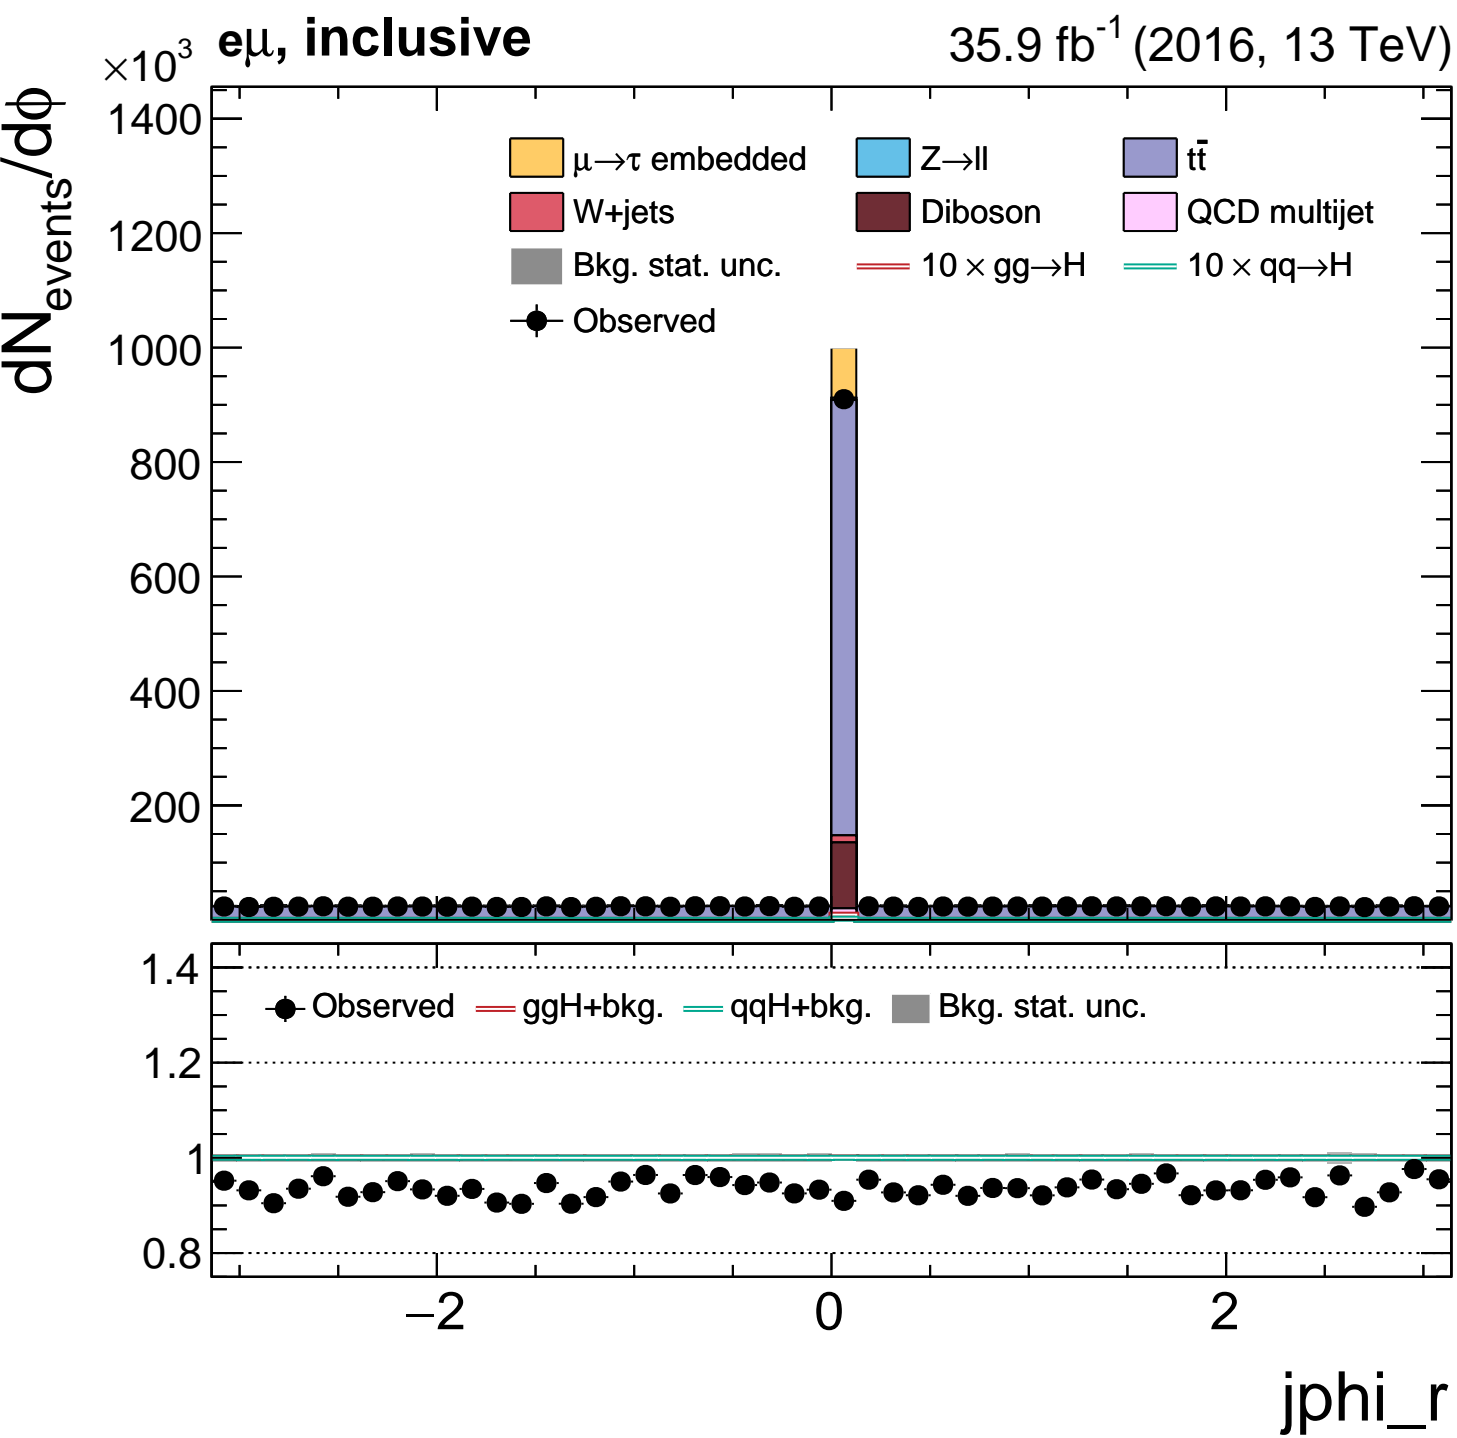 ×10³ eμ, inclusive 35.9 fb⁻¹ (2016, 13 TeV)
dN_events/dϕ
1400
1200
1000
800
600
400
200
μ→τ embedded Z→ll tt̄
W+jets Diboson QCD multijet
Bkg. stat. unc. 10 × gg→H 10 × qq→H
Observed
1.4
1.2
1
0.8
Observed ggH+bkg. qqH+bkg. Bkg. stat. unc.
−2 0 2
jphi_r